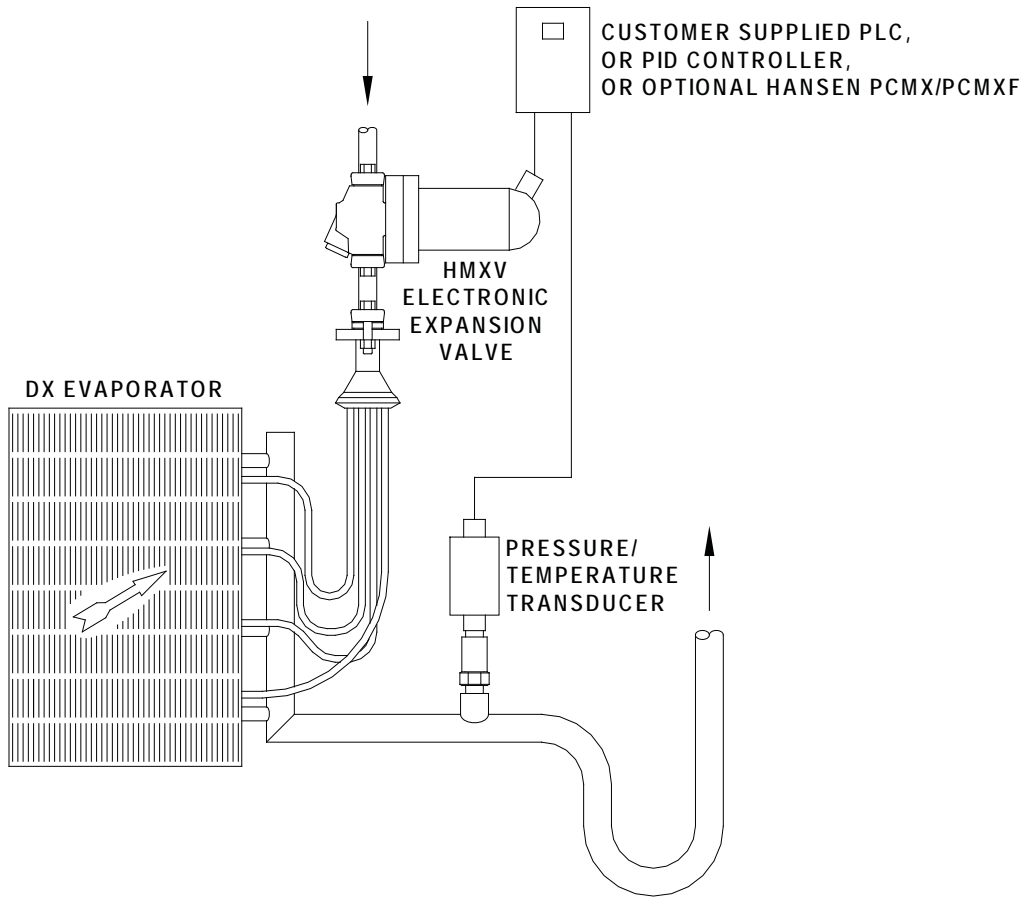 CUSTOMER SUPPLIED PLC,
OR PID CONTROLLER,
OR OPTIONAL HANSEN PCMX/PCMXF
HMXV
ELECTRONIC
EXPANSION
VALVE
DX EVAPORATOR
PRESSURE/
TEMPERATURE
TRANSDUCER